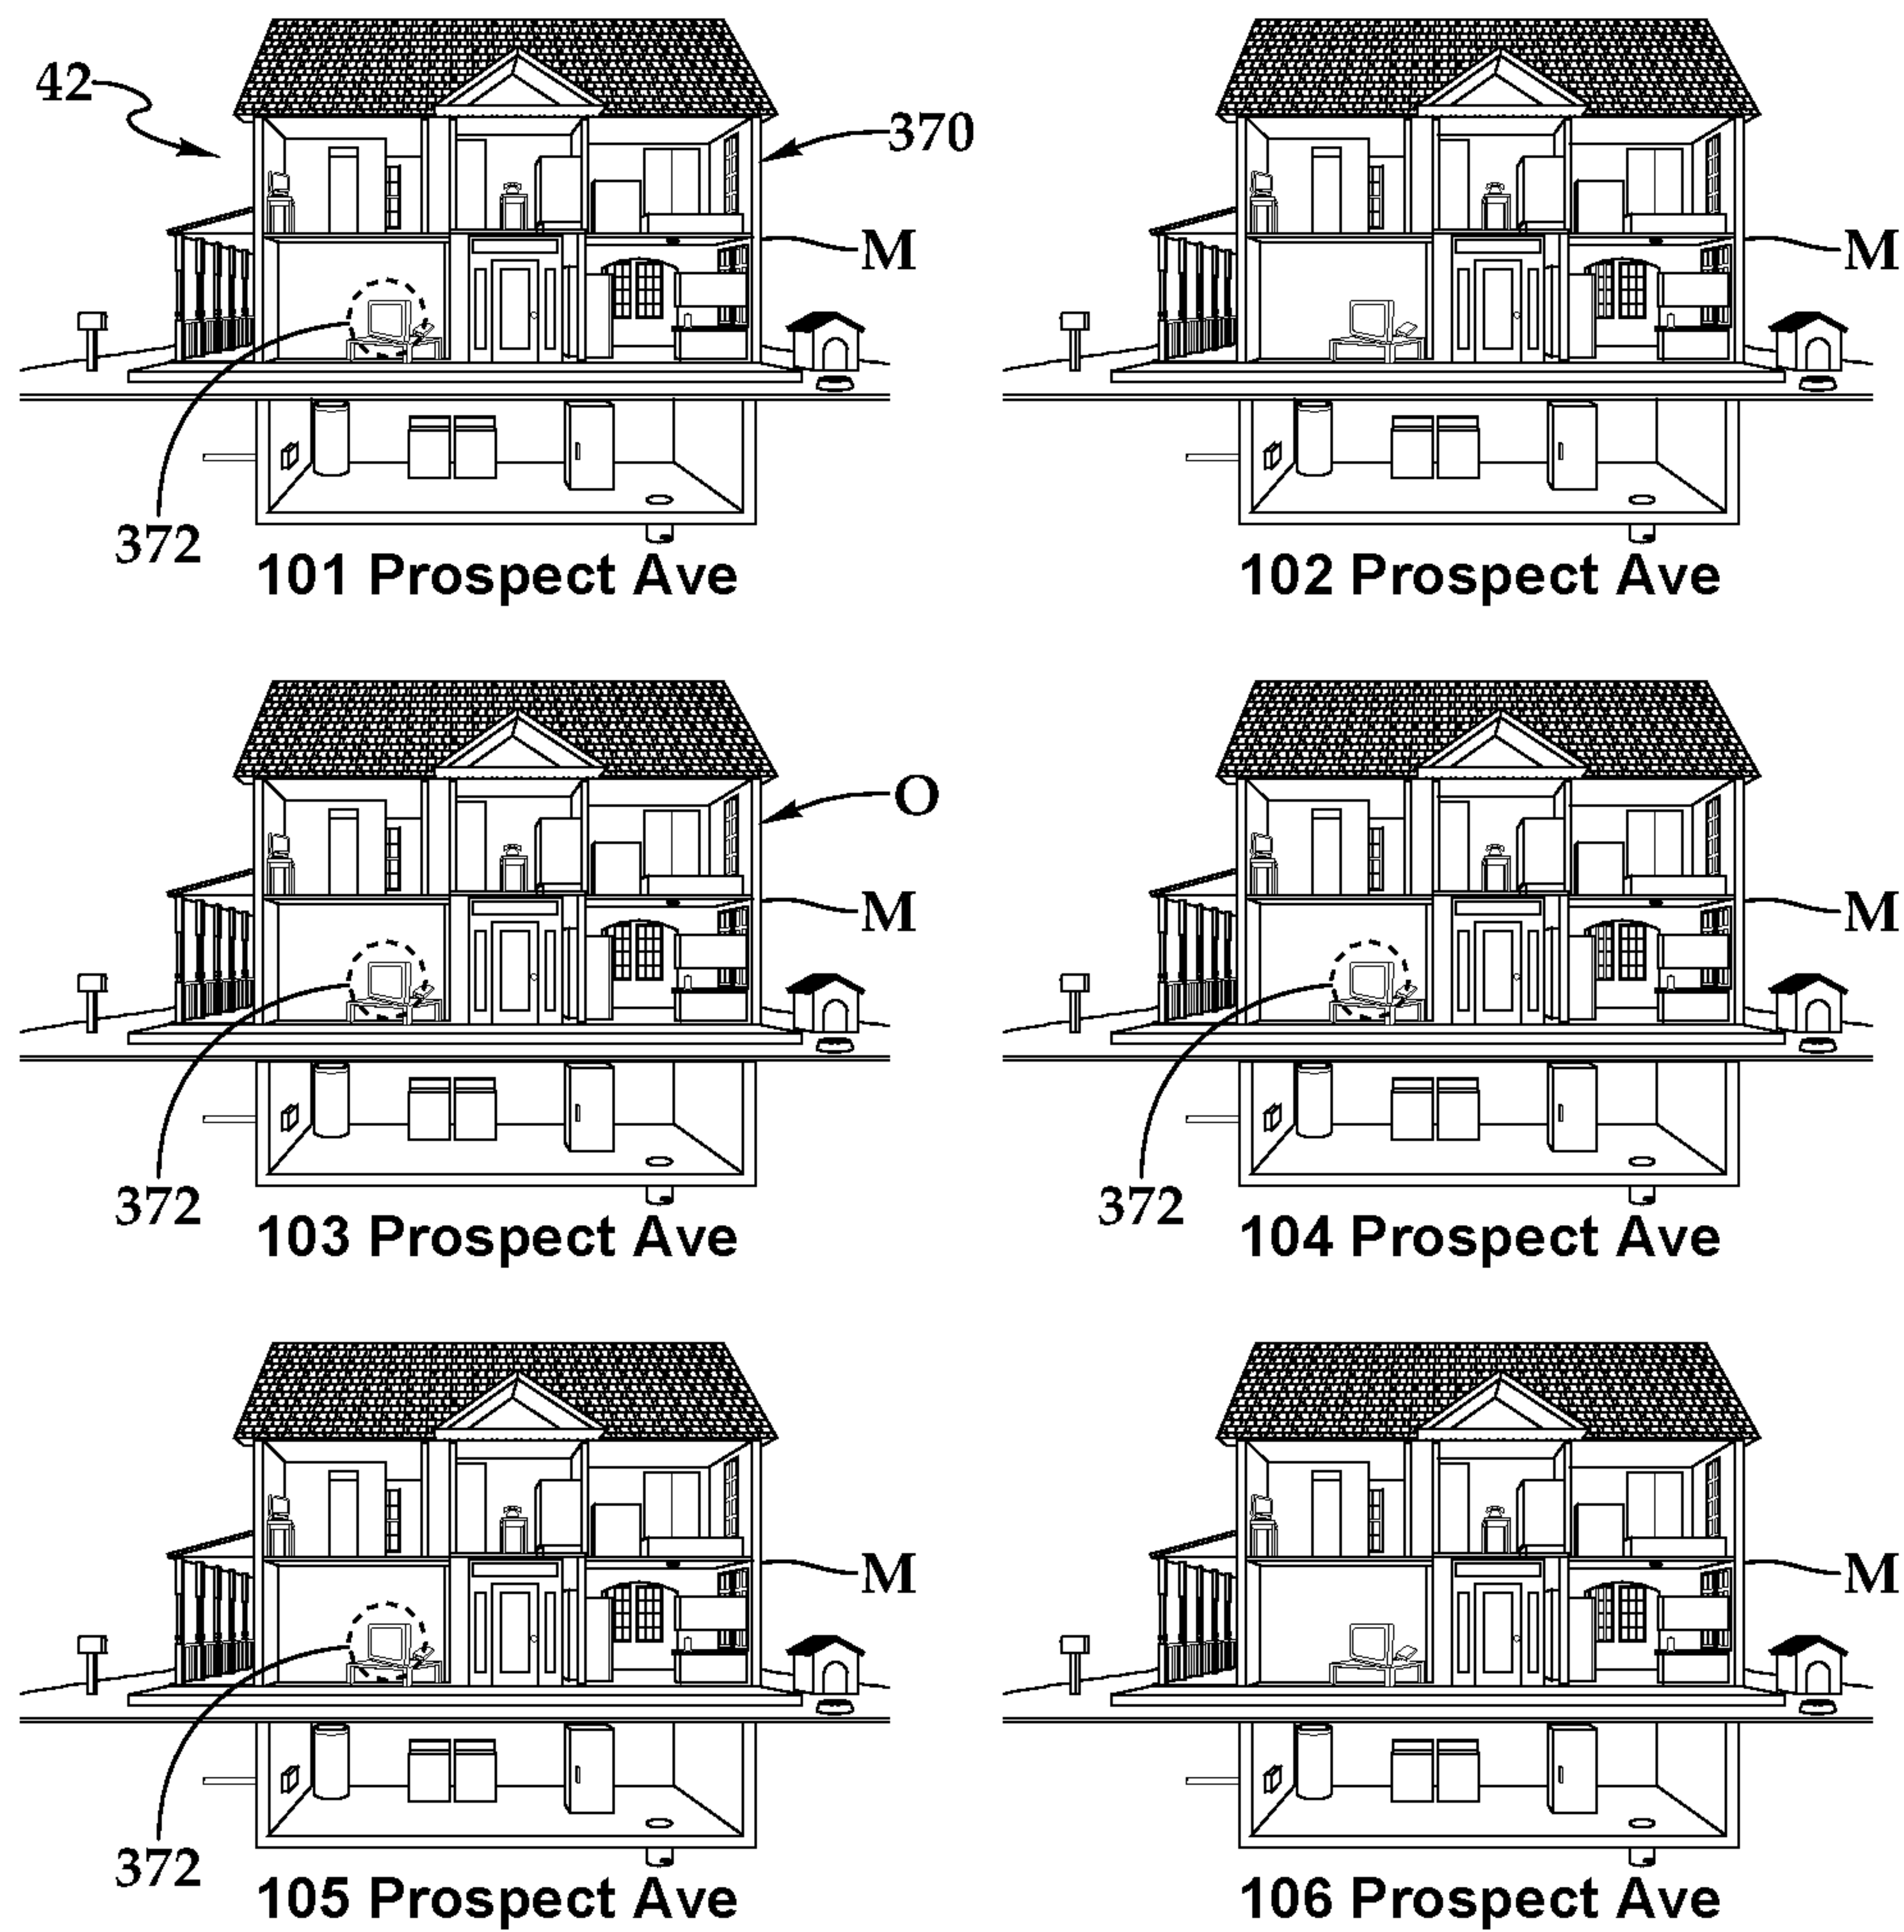 42
370
M
M
372
101 Prospect Ave
102 Prospect Ave
O
M
M
372
372
103 Prospect Ave
104 Prospect Ave
M
M
372
105 Prospect Ave
106 Prospect Ave